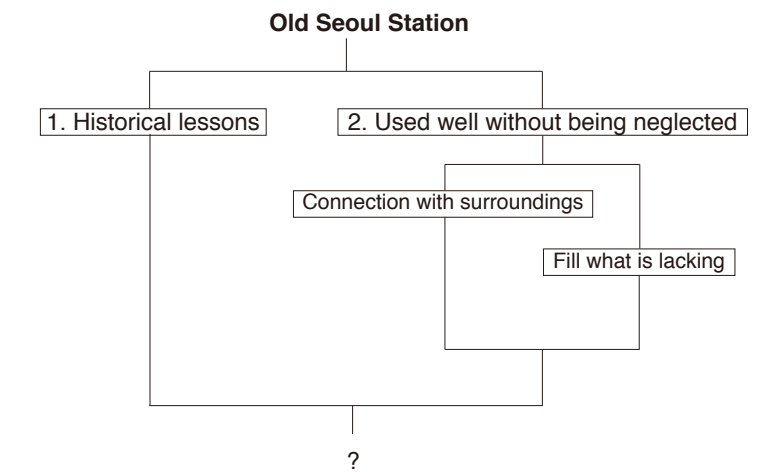 Old Seoul Station
1. Historical lessons
2. Used well without being neglected
Connection with surroundings
Fill what is lacking
?